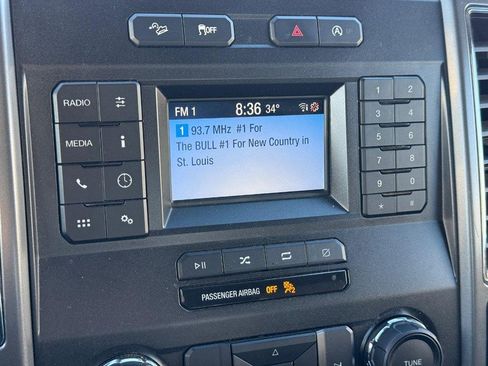 OFF
A
RADIO
MEDIA
i
FM 1 8:36 34°
1 93.7 MHz #1 For
The BULL #1 For New Country in
St. Louis
1 2
3 4
5 6
7 8
9 0
* #
PASSENGER AIRBAG OFF
TUNE